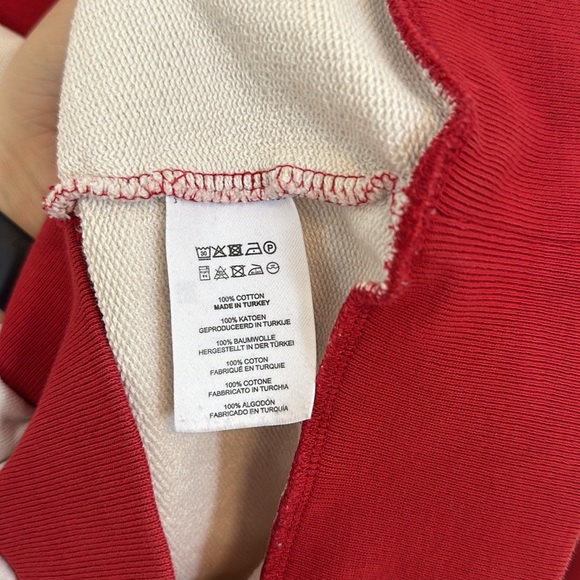 30 P
100% COTTON
MADE IN TURKEY
100% KATOEN
GEPRODUCEERD IN TURKIJE
100% BAUMWOLLE
HERGESTELLT IN DER TÜRKEI
100% COTON
FABRIQUÉ EN TURQUIE
100% COTONE
FABBRICATO IN TURCHIA
100% ALGODÓN
FABRICADO EN TURQUÍA